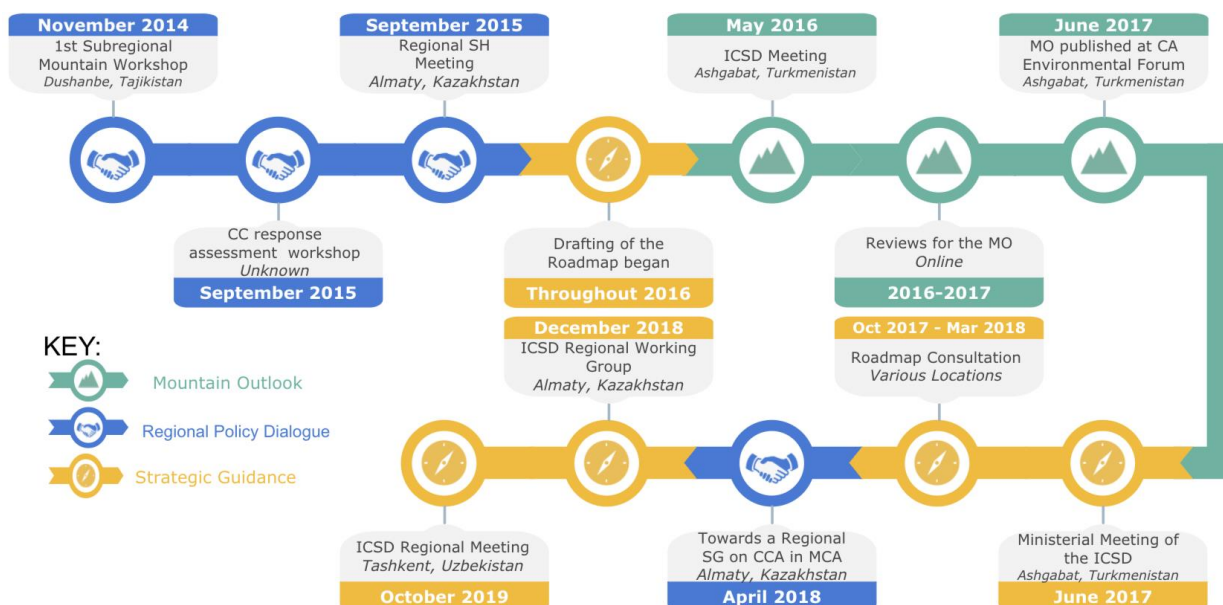 November 2014
1st Subregional
Mountain Workshop
Dushanbe, Tajikistan
September 2015
Regional SH
Meeting
Almaty, Kazakhstan
May 2016
ICSD Meeting
Ashgabat, Turkmenistan
June 2017
MO published at CA
Environmental Forum
Ashgabat, Turkmenistan
CC response
assessment workshop
Unknown
September 2015
Drafting of the
Roadmap began
Throughout 2016
Reviews for the MO
Online
2016-2017
KEY:
Mountain Outlook
Regional Policy Dialogue
Strategic Guidance
December 2018
ICSD Regional Working
Group
Almaty, Kazakhstan
Oct 2017 - Mar 2018
Roadmap Consultation
Various Locations
ICSD Regional Meeting
Tashkent, Uzbekistan
October 2019
Towards a Regional
SG on CCA in MCA
Almaty, Kazakhstan
April 2018
Ministerial Meeting of
the ICSD
Ashgabat, Turkmenistan
June 2017